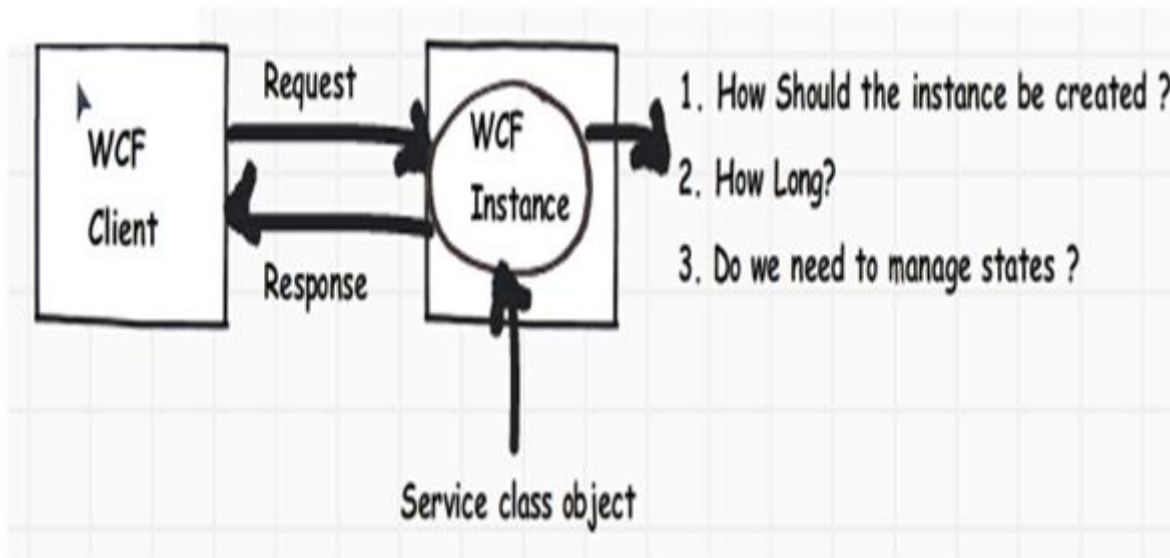 Request
WCF
Client
Response
WCF
Instance
1. How Should the instance be created ?
2. How Long?
3. Do we need to manage states ?
Service class object